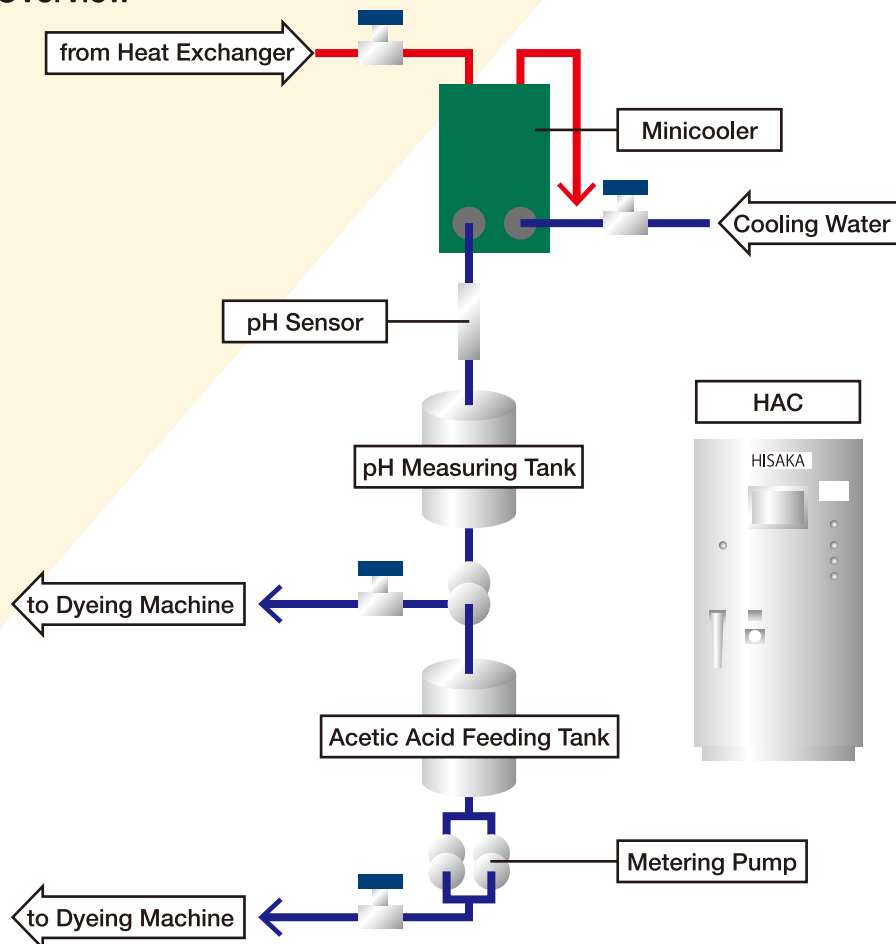 Overview
from Heat Exchanger
Minicooler
Cooling Water
pH Sensor
HAC
pH Measuring Tank
HISAKA
to Dyeing Machine
Acetic Acid Feeding Tank
Metering Pump
to Dyeing Machine